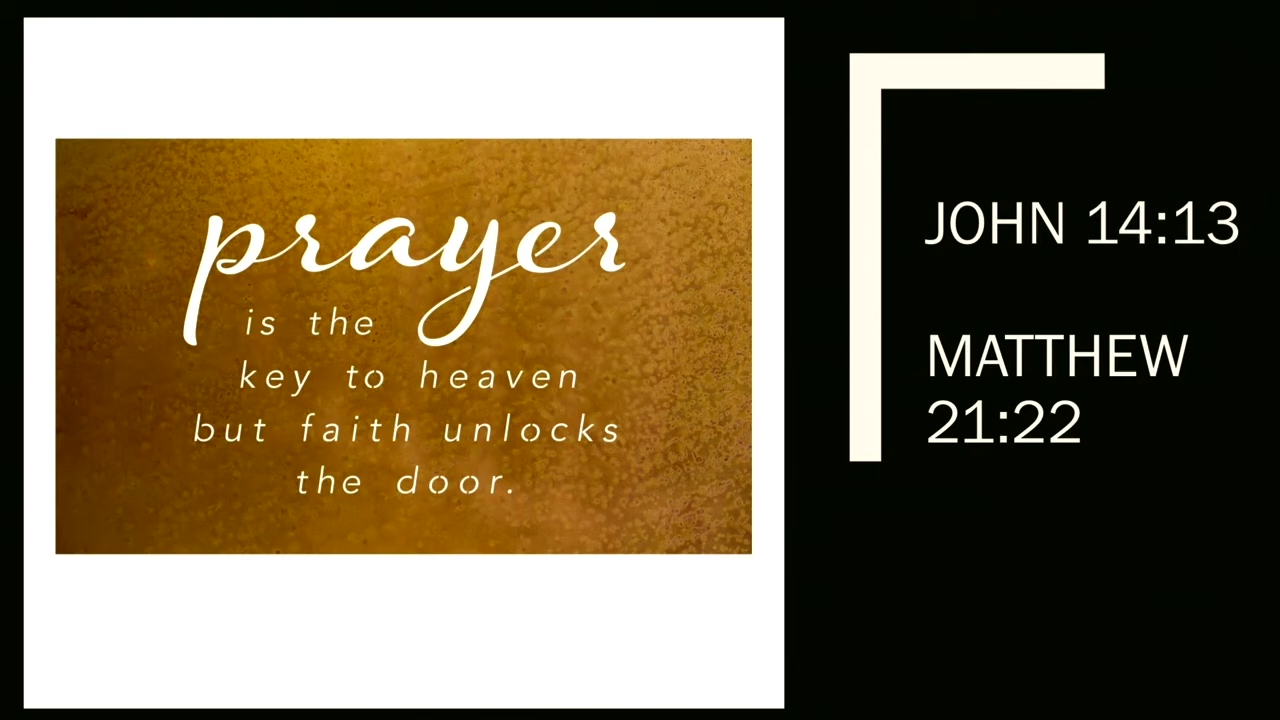 prayer
is the
key to heaven
but faith unlocks
the door.
JOHN 14:13
MATTHEW
21:22